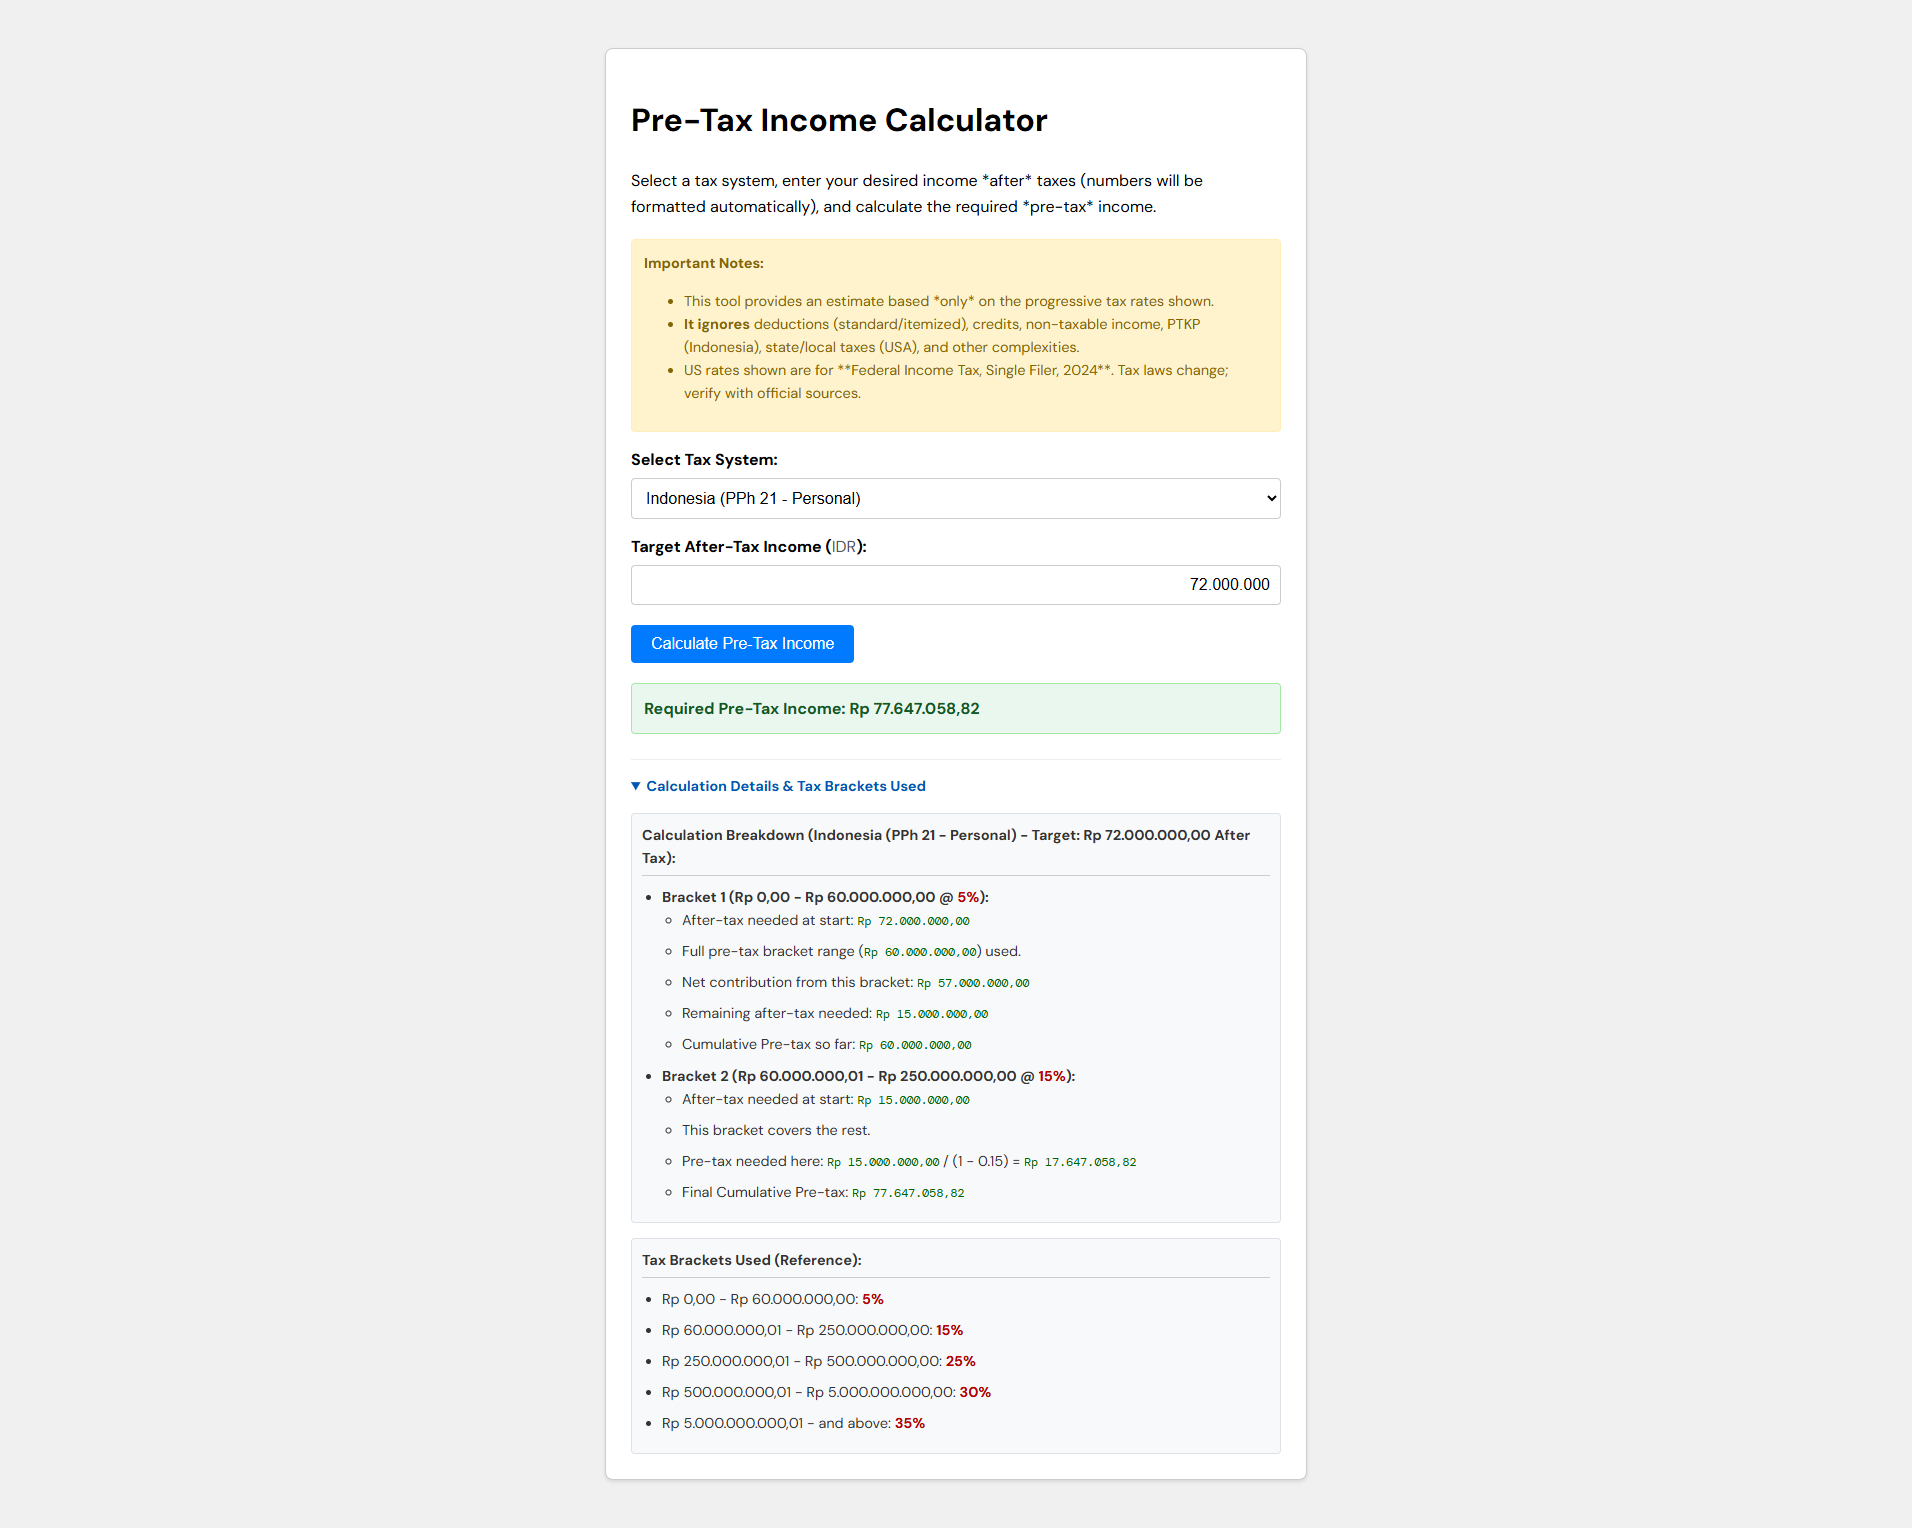 Pre-Tax Income Calculator
Select a tax system, enter your desired income *after* taxes (numbers will be
formatted automatically), and calculate the required *pre-tax* income.
Important Notes:
This tool provides an estimate based *only* on the progressive tax rates shown.
It ignores deductions (standard/itemized), credits, non-taxable income, PTKP
(Indonesia), state/local taxes (USA), and other complexities.
US rates shown are for **Federal Income Tax, Single Filer, 2024**. Tax laws change;
verify with official sources.
Select Tax System:
Indonesia (PPh 21 - Personal)
Target After-Tax Income (IDR):
72.000.000
Calculate Pre-Tax Income
Required Pre-Tax Income: Rp 77.647.058,82
Calculation Details & Tax Brackets Used
Calculation Breakdown (Indonesia (PPh 21 - Personal) - Target: Rp 72.000.000,00 After
Tax):
Bracket 1 (Rp 0,00 - Rp 60.000.000,00 @ 5%):
After-tax needed at start: Rp 72.000.000,00
Full pre-tax bracket range (Rp 60.000.000,00) used.
Net contribution from this bracket: Rp 57.000.000,00
Remaining after-tax needed: Rp 15.000.000,00
Cumulative Pre-tax so far: Rp 60.000.000,00
Bracket 2 (Rp 60.000.000,01 - Rp 250.000.000,00 @ 15%):
After-tax needed at start: Rp 15.000.000,00
This bracket covers the rest.
Pre-tax needed here: Rp 15.000.000,00 / (1 - 0.15) = Rp 17.647.058,82
Final Cumulative Pre-tax: Rp 77.647.058,82
Tax Brackets Used (Reference):
Rp 0,00 - Rp 60.000.000,00: 5%
Rp 60.000.000,01 - Rp 250.000.000,00: 15%
Rp 250.000.000,01 - Rp 500.000.000,00: 25%
Rp 500.000.000,01 - Rp 5.000.000.000,00: 30%
Rp 5.000.000.000,01 - and above: 35%